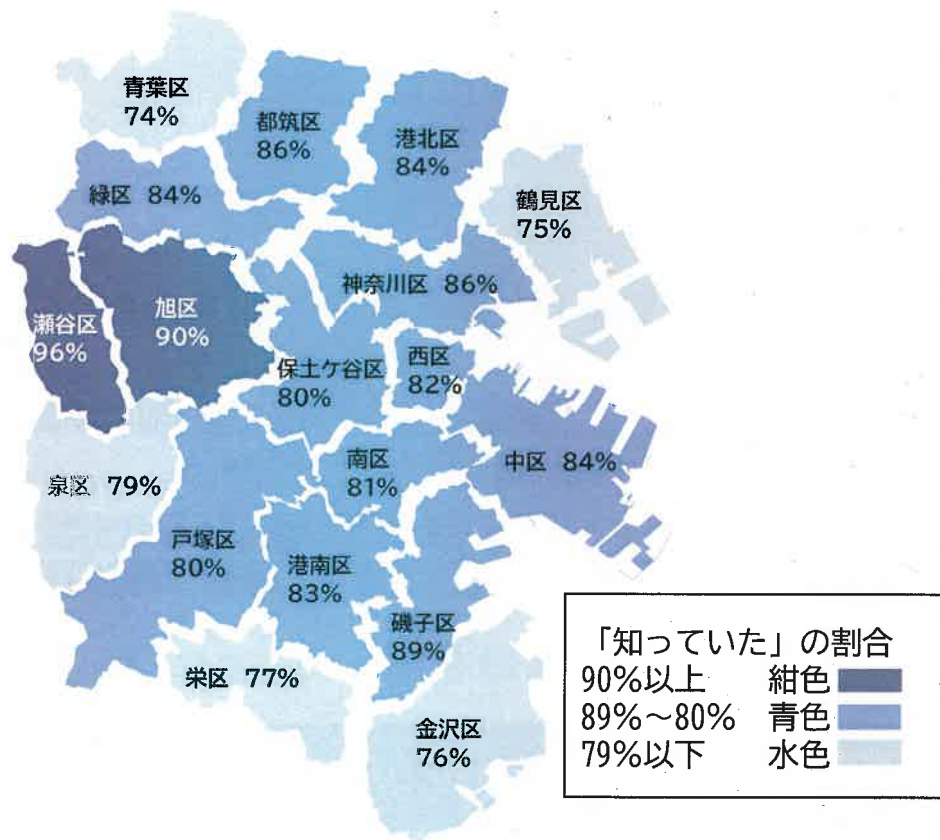 青葉区
74%
都筑区
86%
港北区
84%
緑区 84%
鶴見区
75%
神奈川区 86%
瀬谷区
96%
旭区
90%
保土ケ谷区
80%
西区
82%
南区
81%
中区 84%
泉区 79%
戸塚区
80%
港南区
83%
磯子区
89%
栄区 77%
金沢区
76%
「知っていた」の割合
90%以上 紺色
89%～80% 青色
79%以下 水色